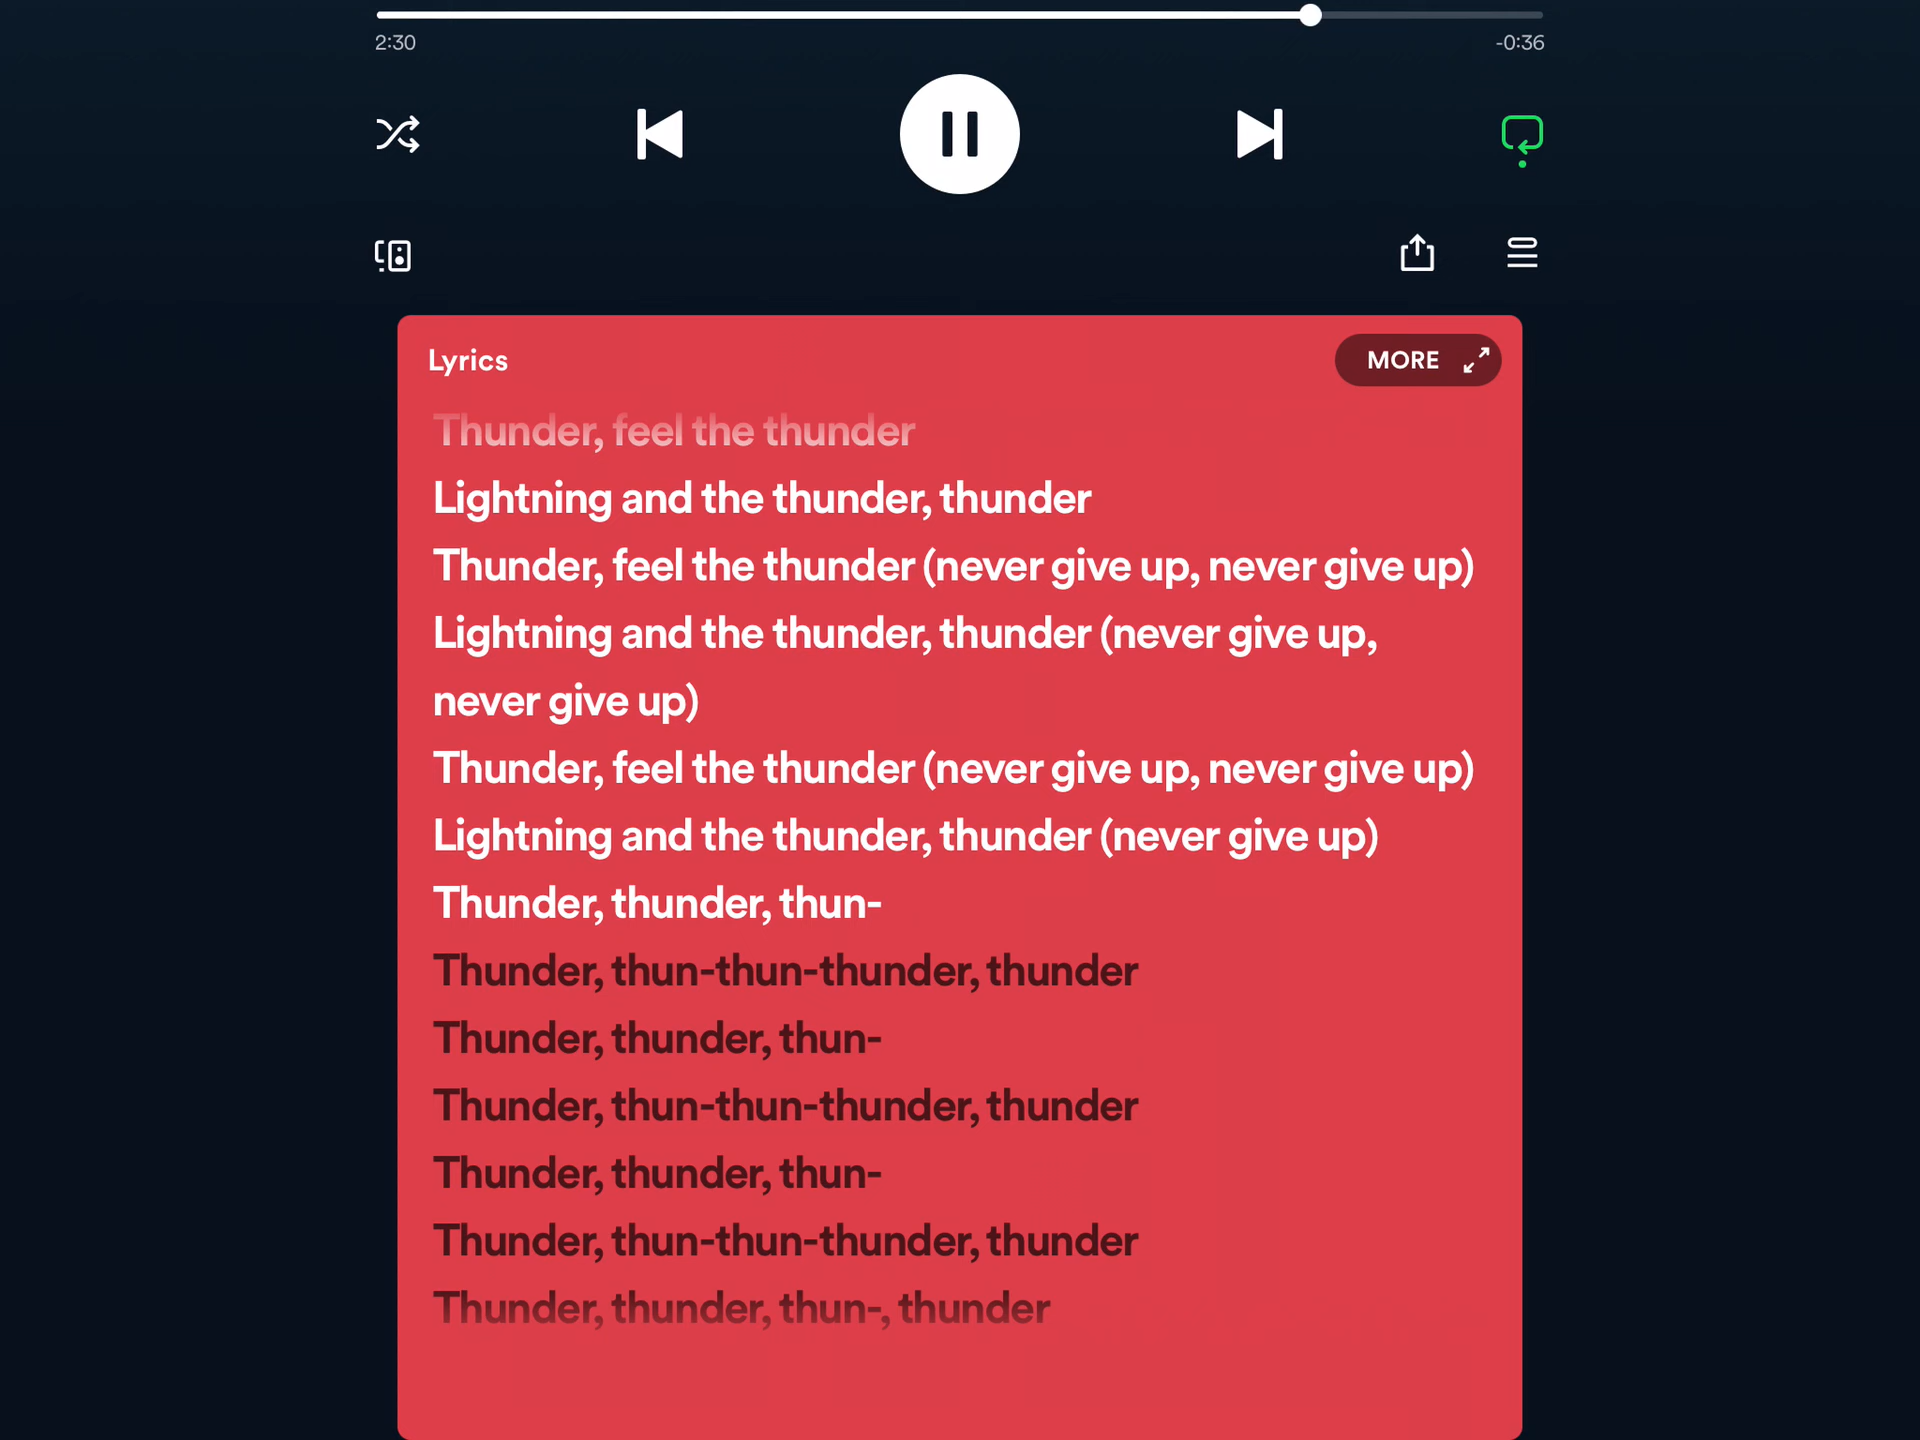 2:30
-0:36
Lyrics
MORE
Thunder, feel the thunder
Lightning and the thunder, thunder
Thunder, feel the thunder (never give up, never give up)
Lightning and the thunder, thunder (never give up,
never give up)
Thunder, feel the thunder (never give up, never give up)
Lightning and the thunder, thunder (never give up)
Thunder, thunder, thun-
Thunder, thun-thun-thunder, thunder
Thunder, thunder, thun-
Thunder, thun-thun-thunder, thunder
Thunder, thunder, thun-
Thunder, thun-thun-thunder, thunder
Thunder, thunder, thun-, thunder